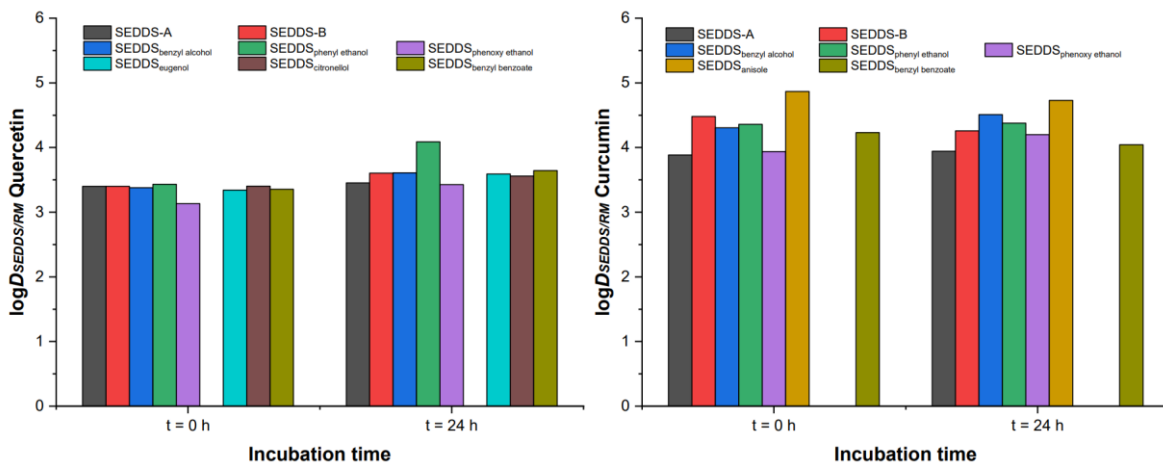 SEDDS-A SEDDS-B
SEDDSbenzyl alcohol SEDDSphenyl ethanol SEDDSphenoxy ethanol
SEDDSeugenol SEDDScitronellol SEDDSbenzyl benzoate
logDSEDDS/RM Quercetin
6
5
4
3
2
1
0
t = 0 h t = 24 h
Incubation time
SEDDS-A SEDDS-B
SEDDSbenzyl alcohol SEDDSphenyl ethanol SEDDSphenoxy ethanol
SEDDSanisole SEDDSbenzyl benzoate
logDSEDDS/RM Curcumin
6
5
4
3
2
1
0
t = 0 h t = 24 h
Incubation time